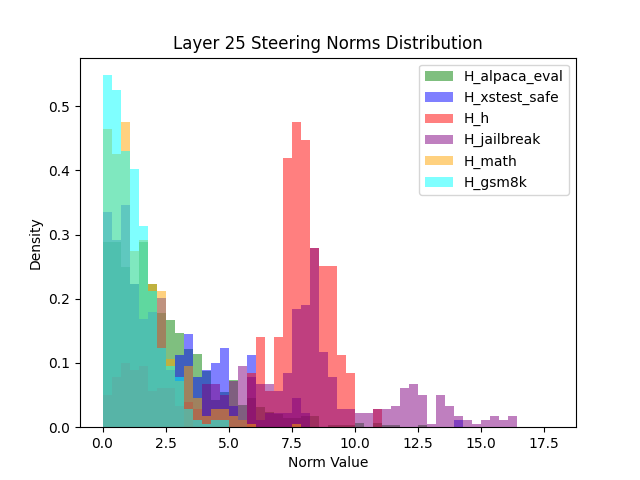 Layer 25 Steering Norms Distribution
H_alpaca_eval
H_xstest_safe
H_h
H_jailbreak
H_math
H_gsm8k
Density
0.5
0.4
0.3
0.2
0.1
0.0
0.0 2.5 5.0 7.5 10.0 12.5 15.0 17.5
Norm Value